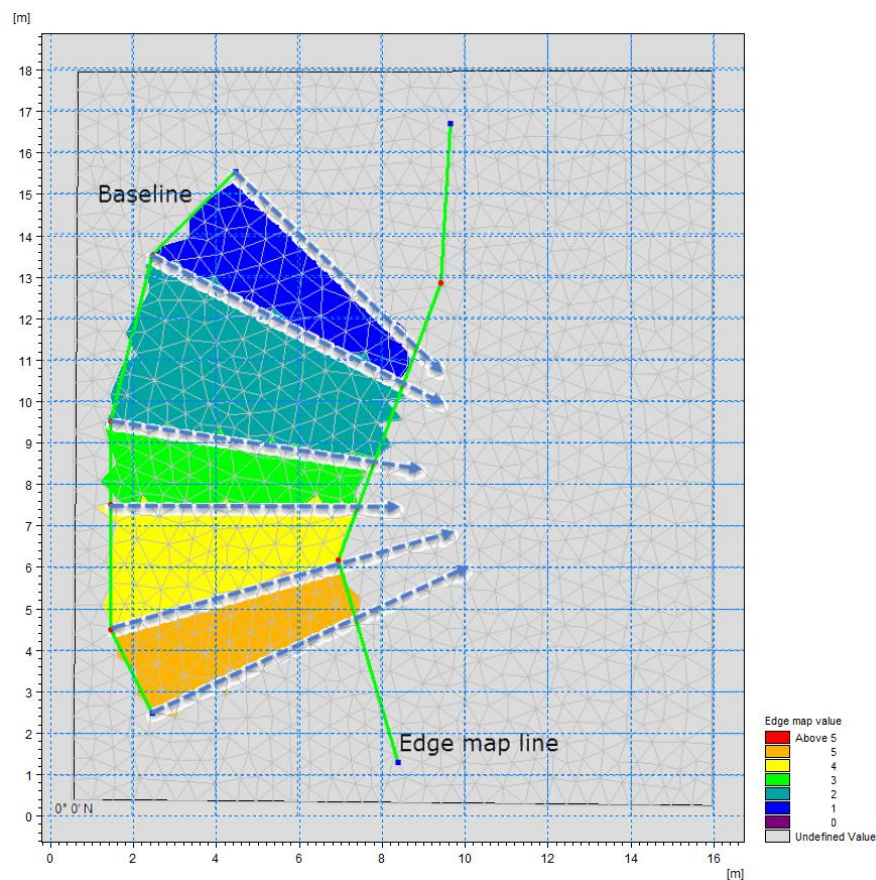 [m]
18
17
16
15
14
13
12
11
10
9
8
7
6
5
4
3
2
1
0
Baseline
Edge map line
0° 0' N
0 2 4 6 8 10 12 14 16
[m]
Edge map value
Above 5
5
4
3
2
1
0
Undefined Value